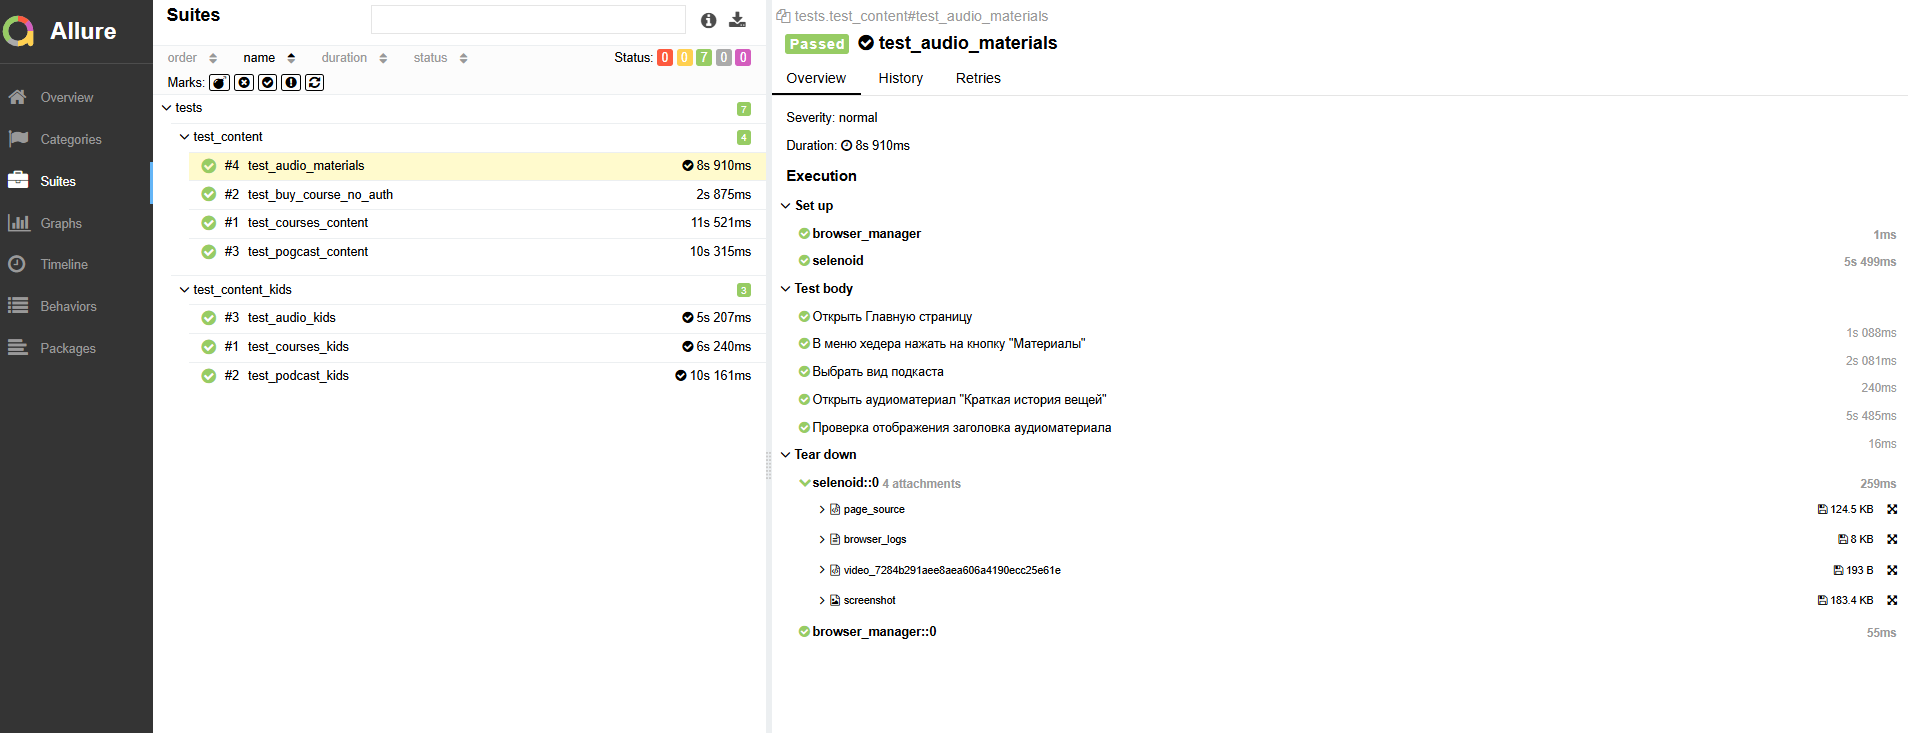 Allure
Overview
Categories
Suites
Graphs
Timeline
Behaviors
Packages
Suites
order name duration status Status: 0 0 7 0 0
Marks:
tests 7
test_content 4
#4 test_audio_materials 8s 910ms
#2 test_buy_course_no_auth 2s 875ms
#1 test_courses_content 11s 521ms
#3 test_pogcast_content 10s 315ms
test_content_kids 3
#3 test_audio_kids 5s 207ms
#1 test_courses_kids 6s 240ms
#2 test_podcast_kids 10s 161ms
tests.test_content#test_audio_materials
Passed test_audio_materials
Overview History Retries
Severity: normal
Duration: 8s 910ms
Execution
Set up
browser_manager 1ms
selenoid 5s 499ms
Test body
Открыть Главную страницу 1s 088ms
В меню хедера нажать на кнопку "Материалы" 2s 081ms
Выбрать вид подкаста 240ms
Открыть аудиоматериал "Краткая история вещей" 5s 485ms
Проверка отображения заголовка аудиоматериала 16ms
Tear down
selenoid::0 4 attachments 259ms
page_source 124.5 KB
browser_logs 8 KB
video_7284b291aee8aea606a4190ecc25e61e 193 B
screenshot 183.4 KB
browser_manager::0 55ms